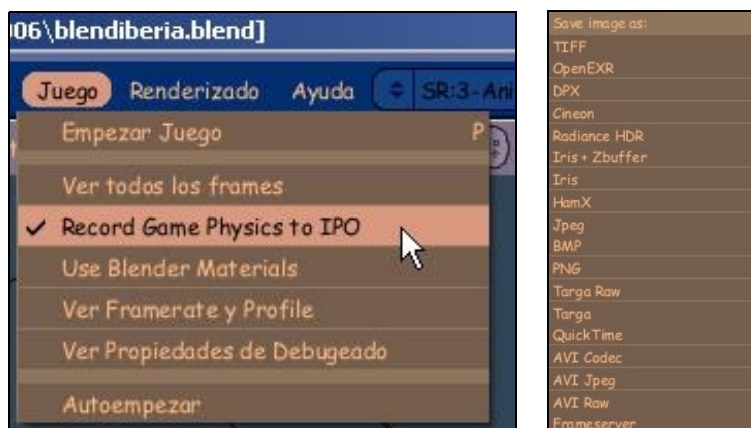 06\blendiberia.blend]
Juego Renderizado Ayuda SR:3-Ani
Empezar Juego P
Ver todos los frames
Record Game Physics to IPO
Use Blender Materials
Ver Framerate y Profile
Ver Propiedades de Debugeado
Autoempezar
Save image as:
TIFF
OpenEXR
DPX
Cineon
Radiance HDR
Iris + Zbuffer
Iris
HamX
Jpeg
BMP
PNG
Targa Raw
Targa
QuickTime
AVI Codec
AVI Jpeg
AVI Raw
Frameserver